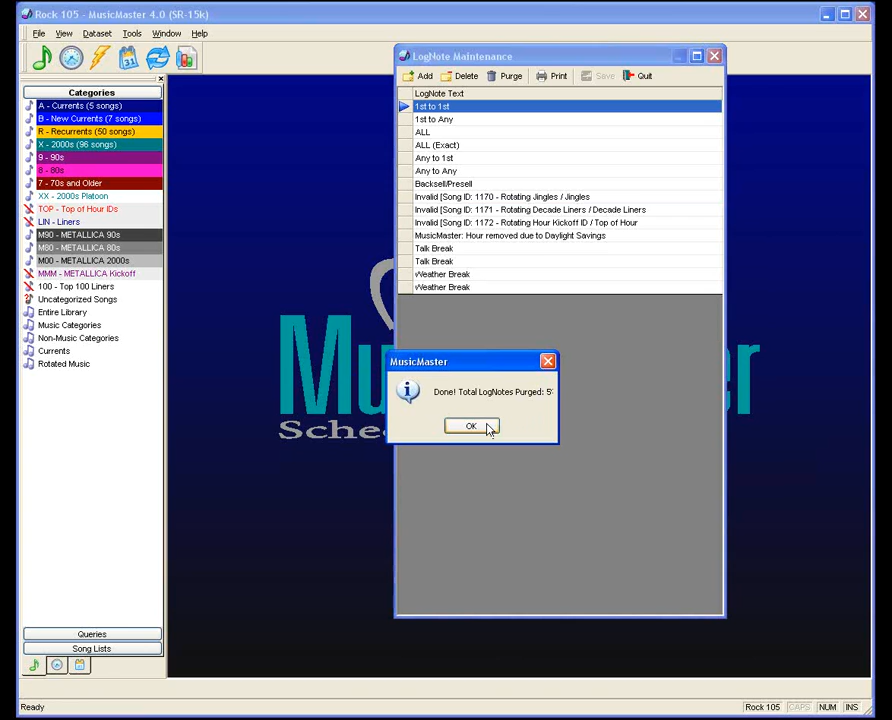 Rock 105 - MusicMaster 4.0 (SR-15k)
File View Dataset Tools Window Help
Categories
A - Currents (5 songs)
B - New Currents (7 songs)
R - Recurrents (50 songs)
X - 2000s (96 songs)
9 - 90s
8 - 80s
7 - 70s and Older
XX - 2000s Platoon
TOP - Top of Hour IDs
LIN - Liners
M90 - METALLICA 90s
M80 - METALLICA 80s
M00 - METALLICA 2000s
MMM - METALLICA Kickoff
100 - Top 100 Liners
Uncategorized Songs
Entire Library
Music Categories
Non-Music Categories
Currents
Rotated Music
Queries
Song Lists
LogNote Maintenance
Add Delete Purge Print Save Quit
LogNote Text
1st to 1st
1st to Any
ALL
ALL (Exact)
Any to 1st
Any to Any
Backsell/Presell
Invalid [Song ID: 1170 - Rotating Jingles / Jingles
Invalid [Song ID: 1171 - Rotating Decade Liners / Decade Liners
Invalid [Song ID: 1172 - Rotating Hour Kickoff ID / Top of Hour
MusicMaster: Hour removed due to Daylight Savings
Talk Break
Talk Break
Weather Break
Weather Break
MusicMaster
Done! Total LogNotes Purged:
OK
Ready
Rock 105 CAPS NUM INS